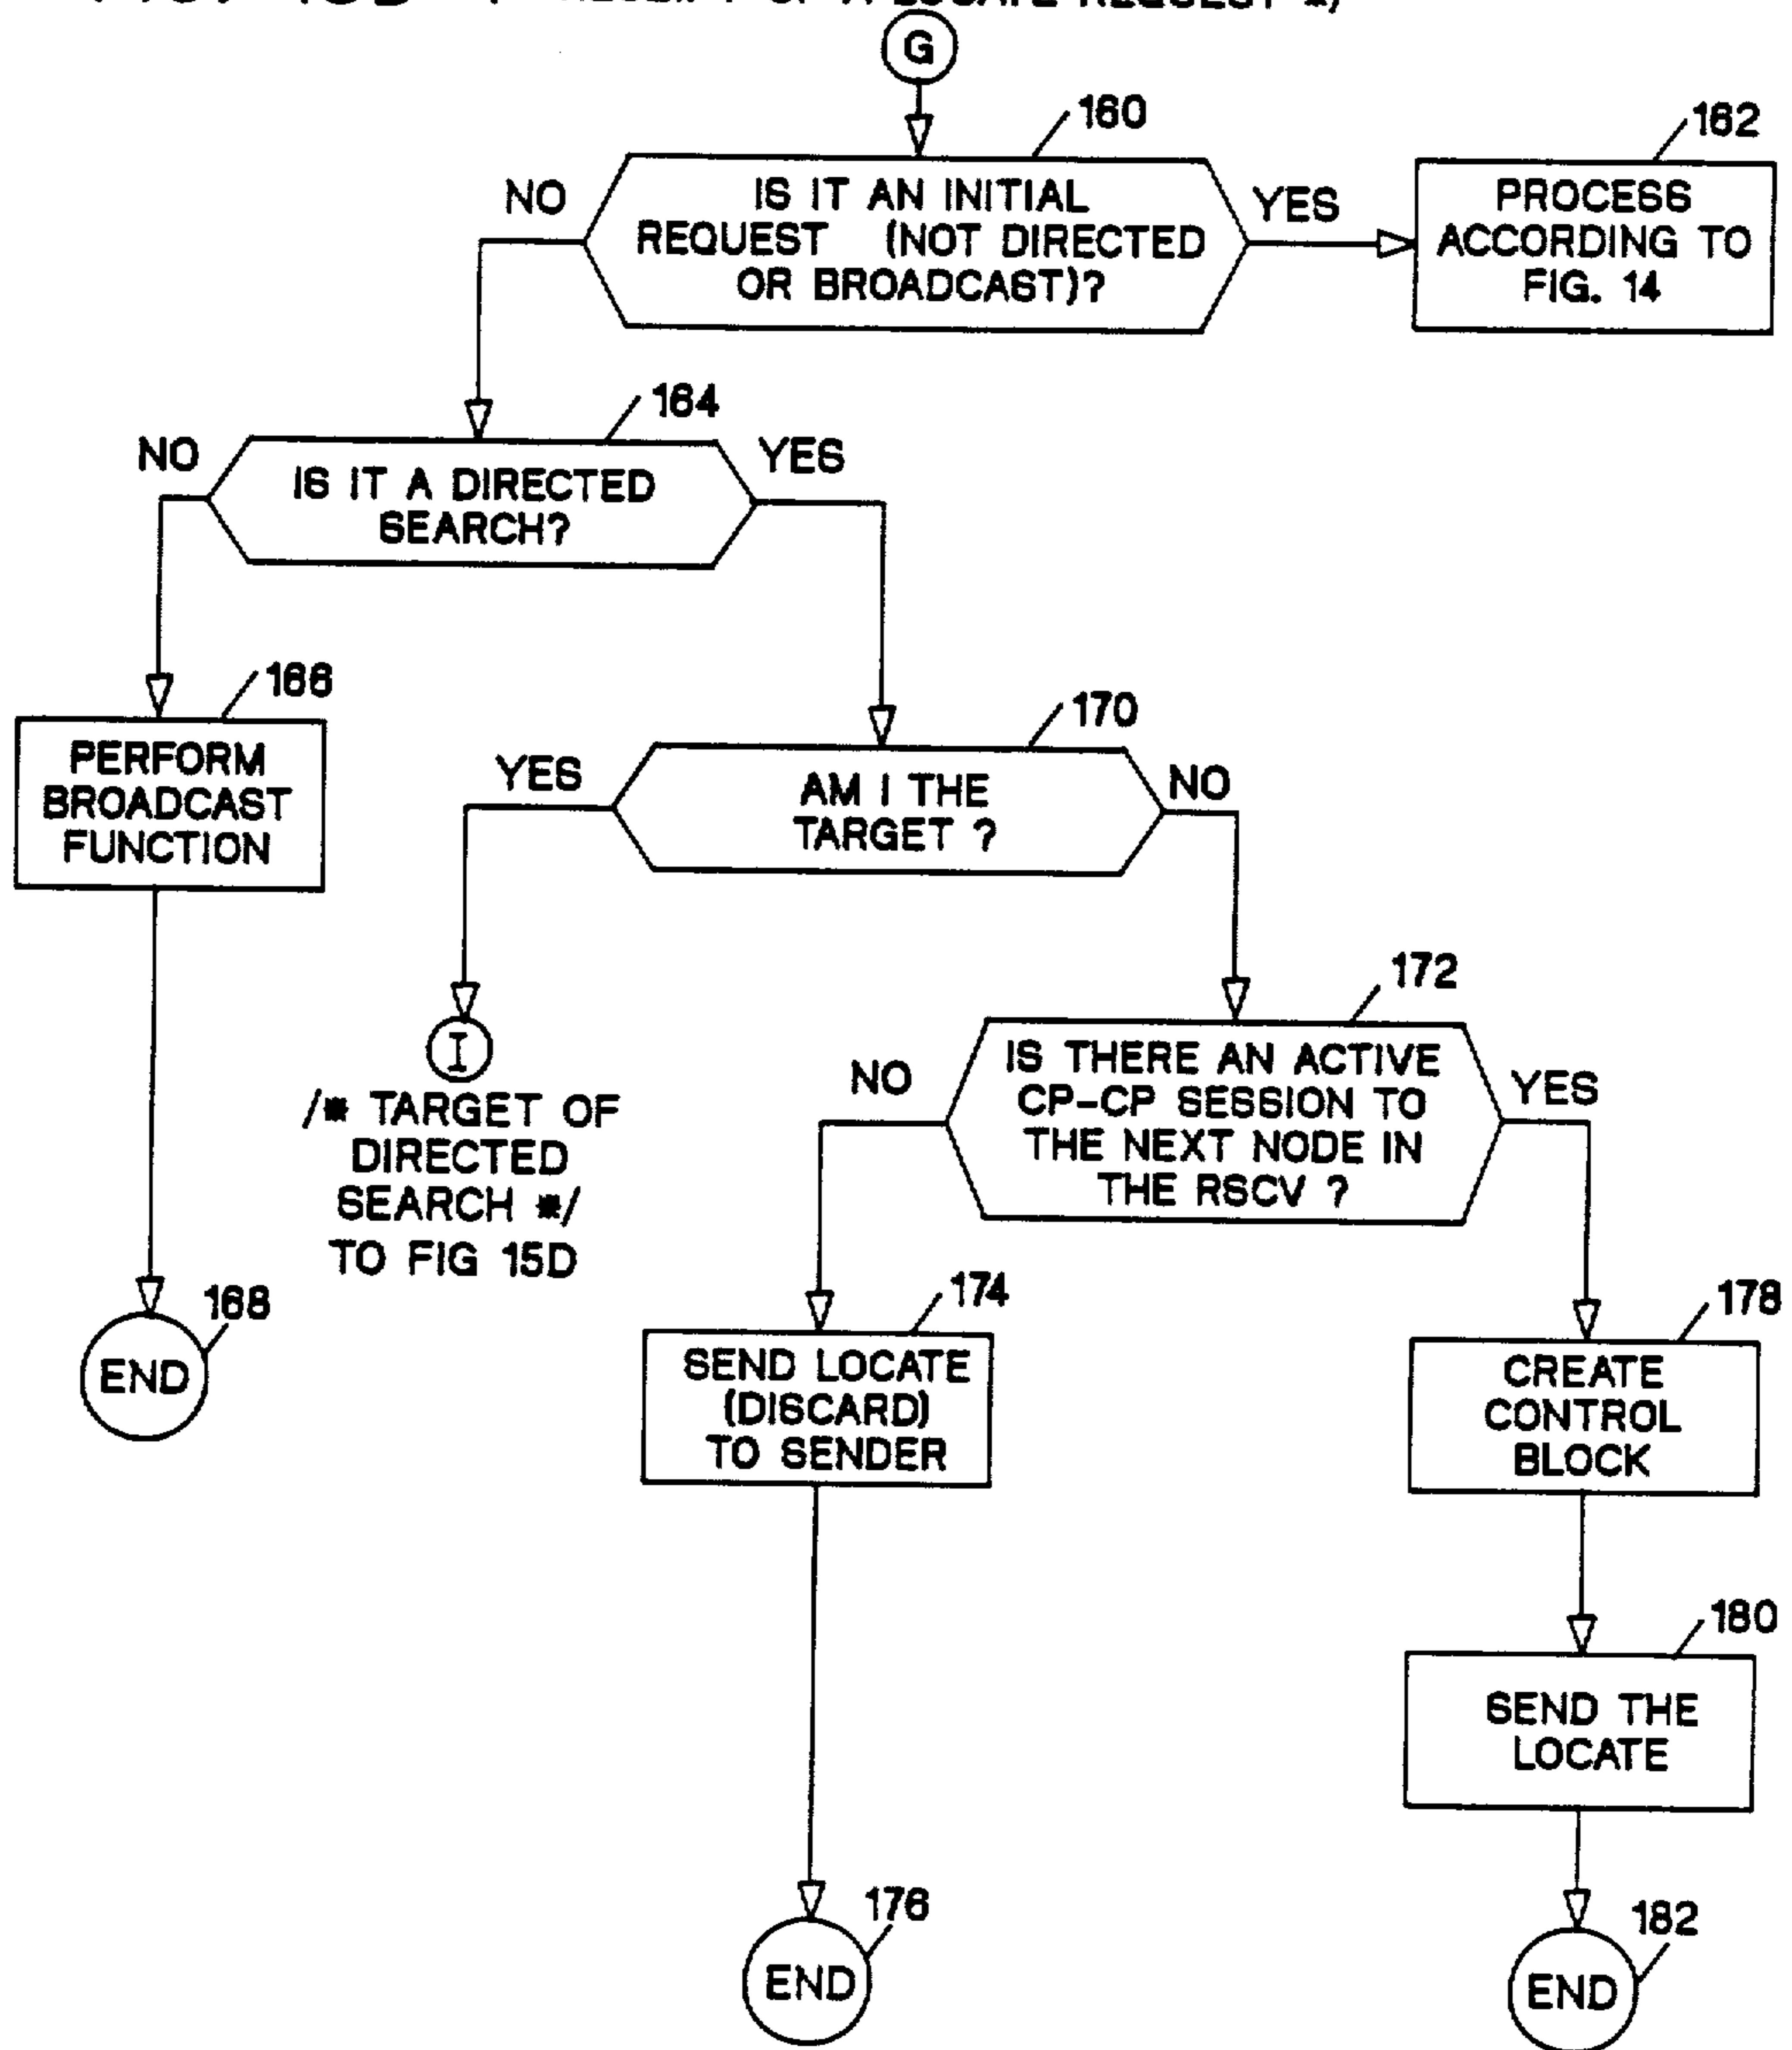 OF A LOCATE REQUEST
G
160
IS IT AN INITIAL
REQUEST (NOT DIRECTED
OR BROADCAST)?
NO
YES
162
PROCESS
ACCORDING TO
FIG. 14
164
IS IT A DIRECTED
SEARCH?
NO
YES
166
PERFORM
BROADCAST
FUNCTION
168
END
170
AM I THE
TARGET ?
YES
NO
I
/* TARGET OF
DIRECTED
SEARCH */
TO FIG 15D
172
IS THERE AN ACTIVE
CP-CP SESSION TO
THE NEXT NODE IN
THE RSCV ?
NO
YES
174
SEND LOCATE
(DISCARD)
TO SENDER
176
END
178
CREATE
CONTROL
BLOCK
180
SEND THE
LOCATE
182
END